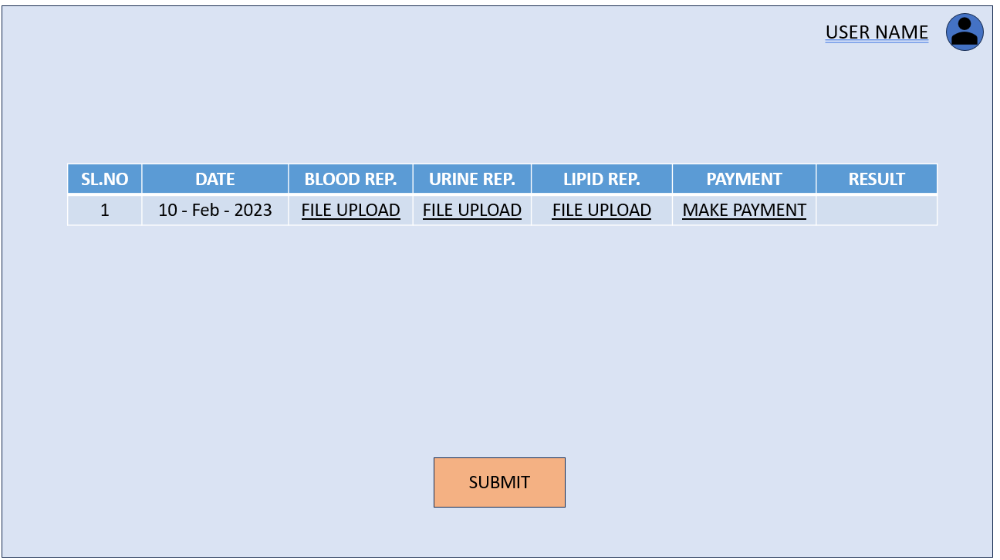 USER NAME
SL.NO DATE BLOOD REP. URINE REP. LIPID REP. PAYMENT RESULT
1 10 - Feb - 2023 FILE UPLOAD FILE UPLOAD FILE UPLOAD MAKE PAYMENT
SUBMIT